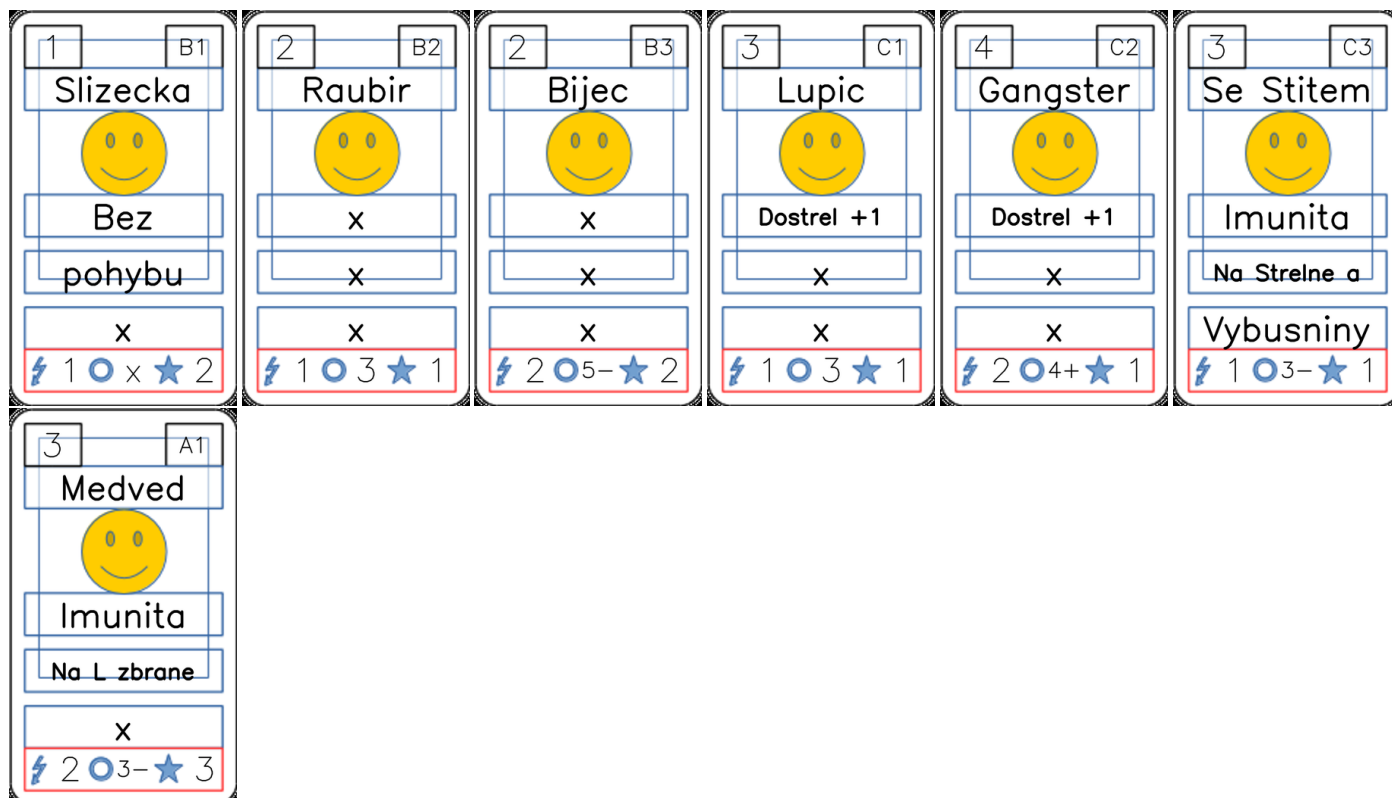 1 B1
Slizecka
Bez
pohybu
x
1 x 2
2 B2
Raubir
x
x
x
1 3 1
2 B3
Bijec
x
x
x
2 5- 2
3 C1
Lupic
Dostrel +1
x
x
1 3 1
4 C2
Gangster
Dostrel +1
x
x
2 4+ 1
3 C3
Se Stitem
Imunita
Na Strelne a
Vybusniny
1 3- 1
3 A1
Medved
Imunita
Na L zbrane
x
2 3- 3